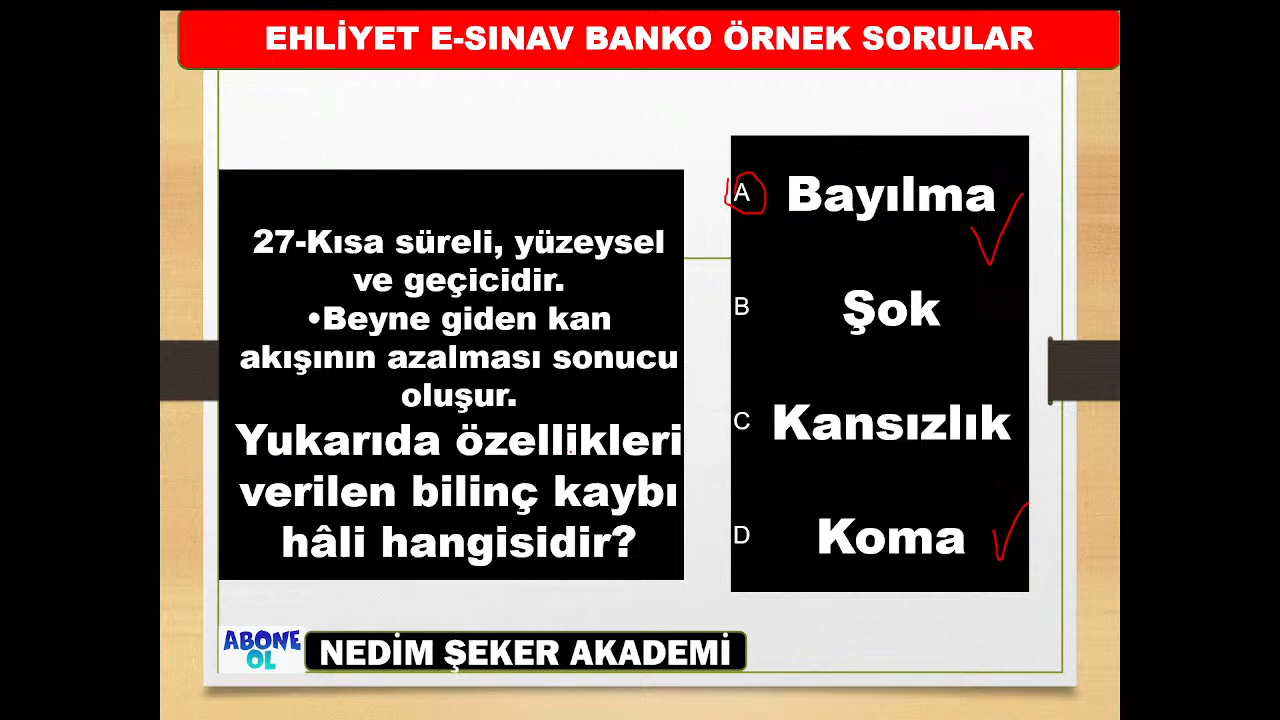 EHLİYET E-SINAV BANKO ÖRNEK SORULAR
27-Kısa süreli, yüzeysel
ve geçicidir.
•Beyne giden kan
akışının azalması sonucu
oluşur.
Yukarıda özellikleri
verilen bilinç kaybı
hâli hangisidir?
A Bayılma
B Şok
C Kansızlık
D Koma
ABONE
OL
NEDİM ŞEKER AKADEMİ